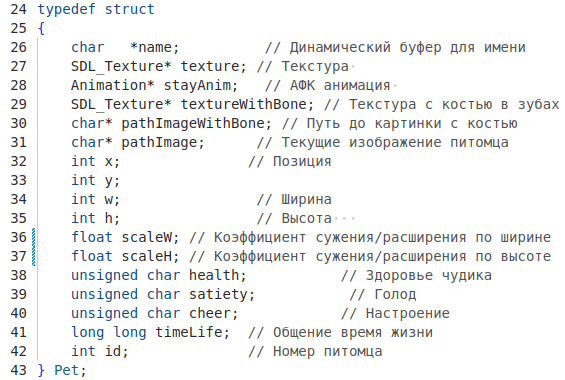 24 typedef struct
25 {
26     char   *name;          // Динамический буфер для имени
27     SDL_Texture* texture; // Текстура
28     Animation* stayAnim;   // АФК анимация
29     SDL_Texture* textureWithBone; // Текстура с костью в зубах
30     char* pathImageWithBone; // Путь до картинки с костью
31     char* pathImage;      // Текущие изображение питомца
32     int x;               // Позиция
33     int y;
34     int w;                // Ширина
35     int h;                // Высота
36     float scaleW; // Коэффициент сужения/расширения по ширине
37     float scaleH; // Коэффициент сужения/расширения по высоте
38     unsigned char health;           // Здоровье чудика
39     unsigned char satiety;           // Голод
40     unsigned char cheer;            // Настроение
41     long long timeLife;  // Общение время жизни
42     int id;              // Номер питомца
43 } Pet;